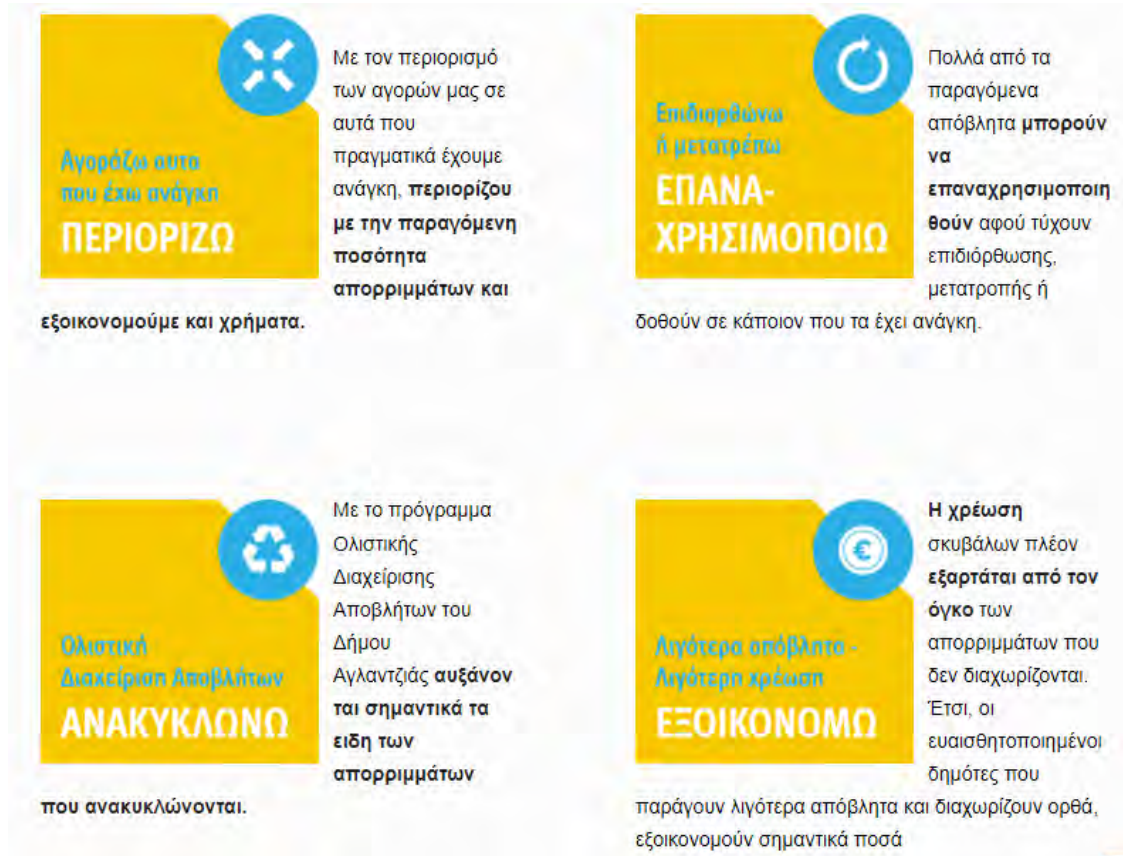 Αγοράζω αυτα
που έχω ανάγκη
ΠΕΡΙΟΡΙΖΩ
Με τον περιορισμό
των αγορών μας σε
αυτά που
πραγματικά έχουμε
ανάγκη, περιορίζου
με την παραγόμενη
ποσότητα
απορριμμάτων και
εξοικονομούμε και χρήματα.
Επιδιορθώνω
ή μετατρέπω
ΕΠΑΝΑ-
ΧΡΗΣΙΜΟΠΟΙΩ
Πολλά από τα
παραγόμενα
απόβλητα μπορούν
να
επαναχρησιμοποιη
θούν αφού τύχουν
επιδιόρθωσης,
μετατροπής ή
δοθούν σε κάποιον που τα έχει ανάγκη.
Ολιστική
Διαχείριση Αποβλήτων
ΑΝΑΚΥΚΛΩΝΩ
Με το πρόγραμμα
Ολιστικής
Διαχείρισης
Αποβλήτων του
Δήμου
Αγλαντζιάς αυξάνον
ται σημαντικά τα
ειδη των
απορριμμάτων
που ανακυκλώνονται.
Λιγότερα απόβλητα -
Λιγότερη χρέωση
ΕΞΟΙΚΟΝΟΜΩ
Η χρέωση
σκυβάλων πλέον
εξαρτάται από τον
όγκο των
απορριμμάτων που
δεν διαχωρίζονται.
Έτσι, οι
ευαισθητοποιημένοι
δημότες που
παράγουν λιγότερα απόβλητα και διαχωρίζουν ορθά,
εξοικονομούν σημαντικά ποσά